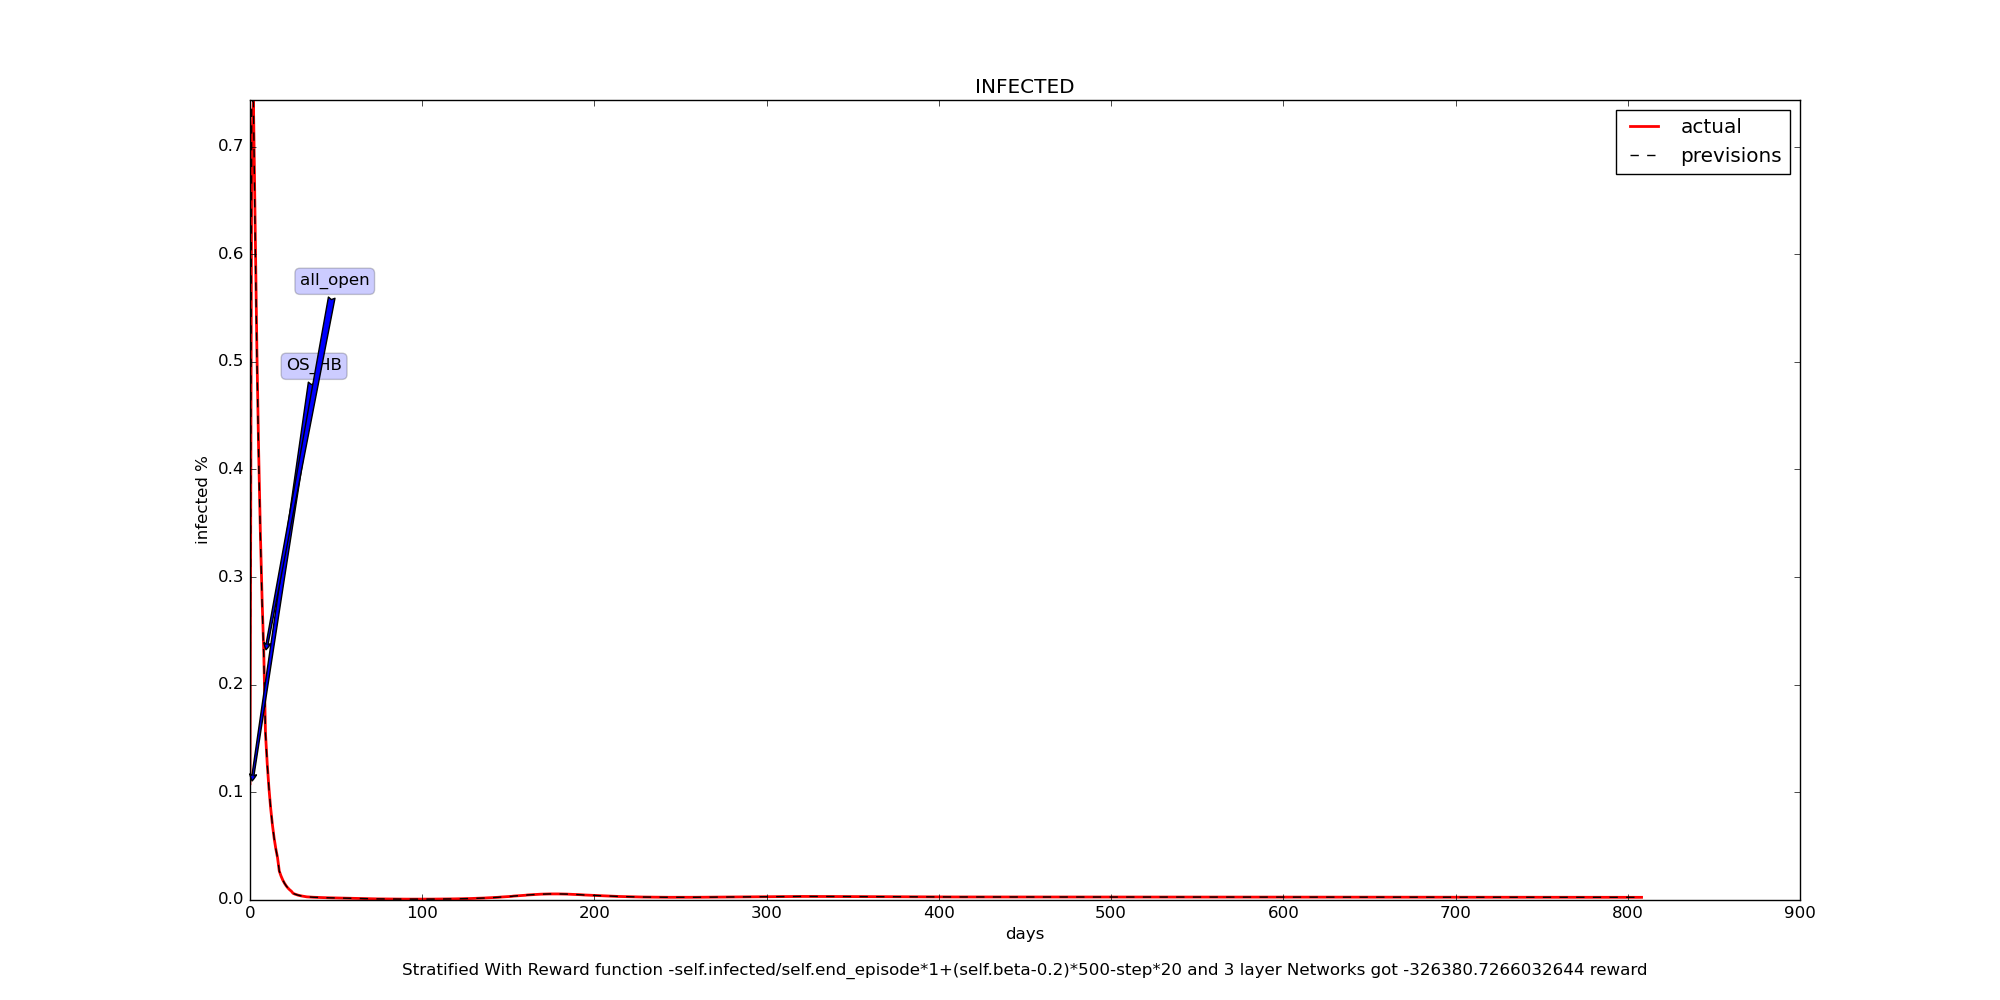 INFECTED
actual
previsions
0.7
0.6
0.5
0.4
0.3
0.2
0.1
0.0
infected %
all_open
OS_HB
0 100 200 300 400 500 600 700 800 900
days
Stratified With Reward function -self.infected/self.end_episode*1+(self.beta-0.2)*500-step*20 and 3 layer Networks got -326380.7266032644 reward